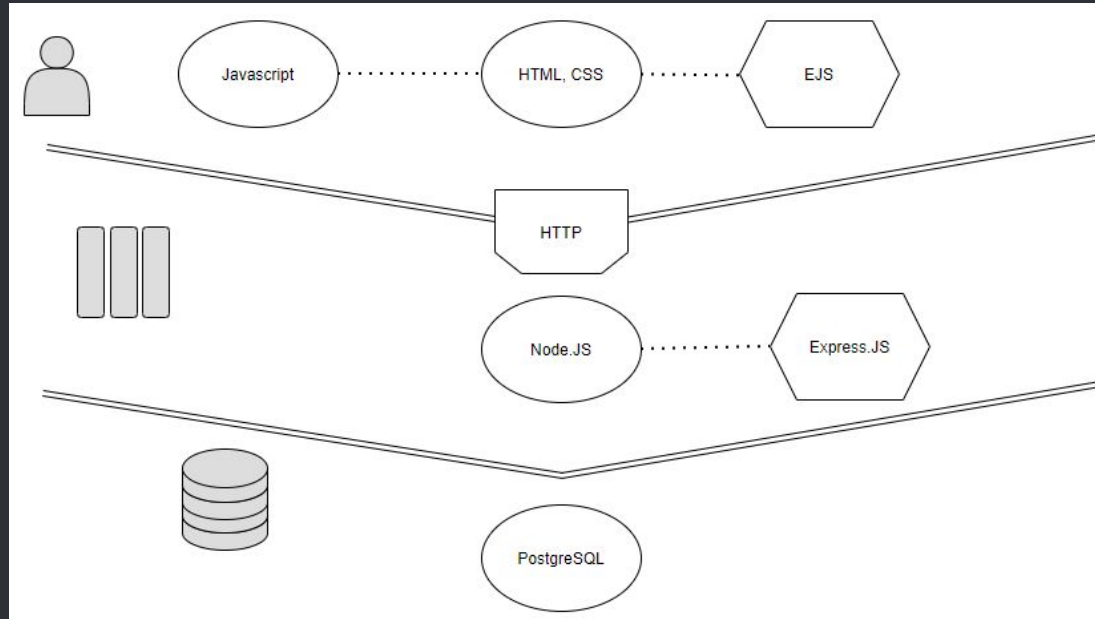 Javascript
HTML, CSS
EJS
HTTP
Node.JS
Express.JS
PostgreSQL